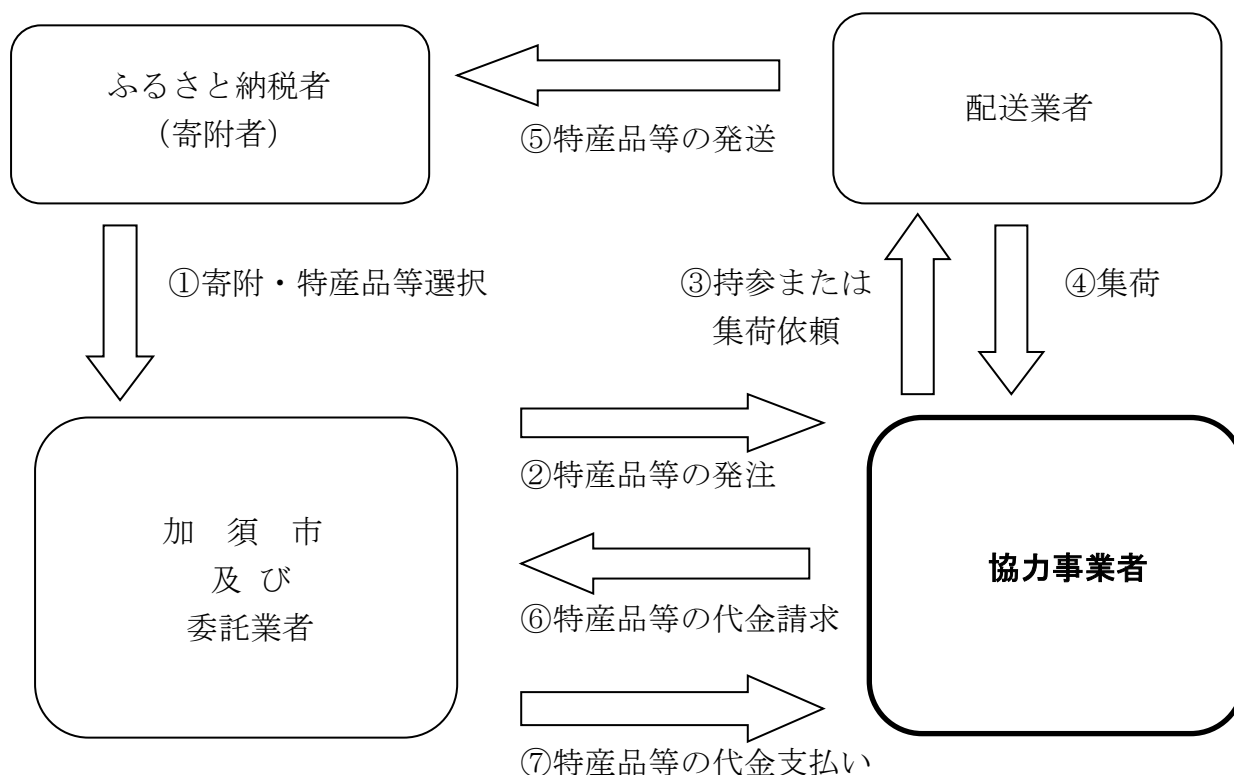 ふるさと納税者
（寄附者）
配送業者
⑤特産品等の発送
①寄附・特産品等選択
③持参または
集荷依頼
④集荷
②特産品等の発注
加　須　市
及 び
委託業者
協力事業者
⑥特産品等の代金請求
⑦特産品等の代金支払い